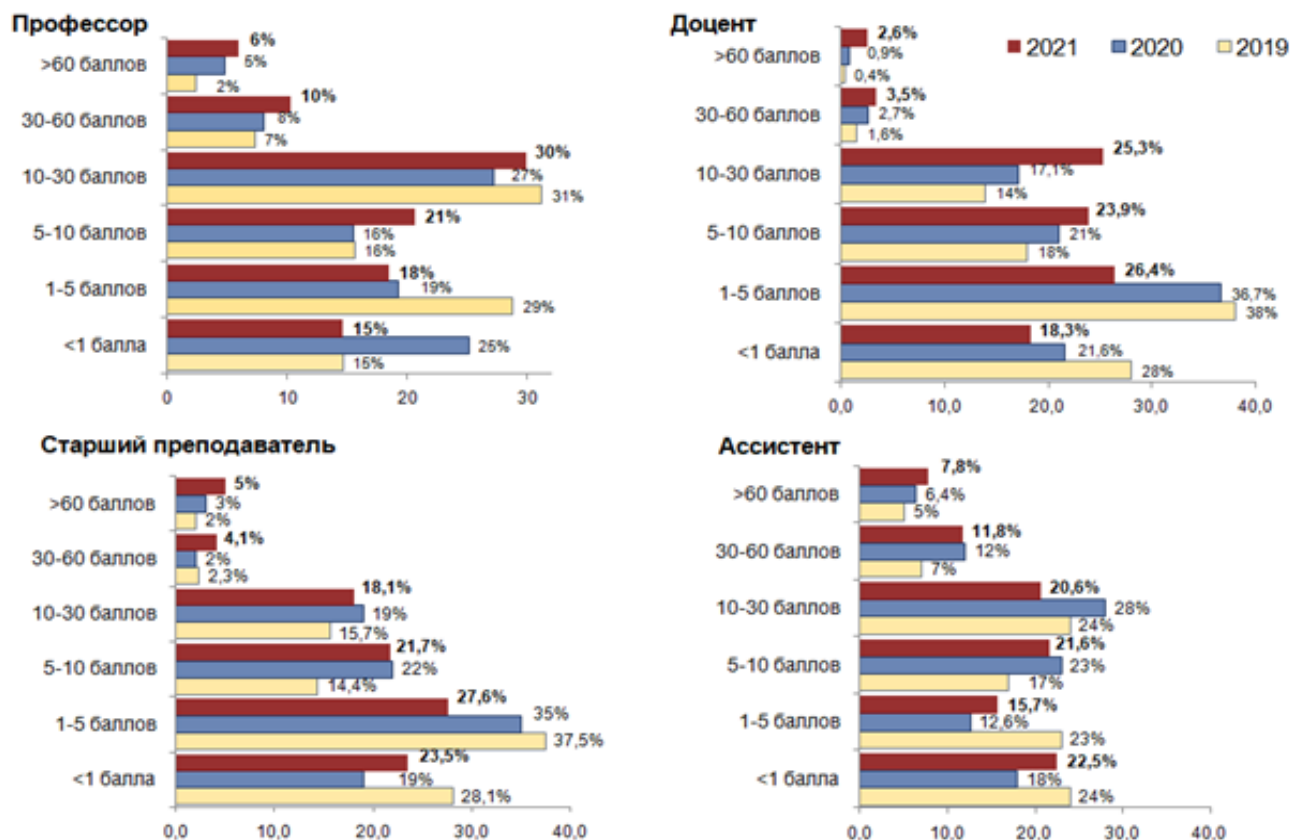 Профессор
>60 баллов
6%
5%
2%
30-60 баллов
10%
8%
7%
10-30 баллов
30%
27%
31%
5-10 баллов
21%
16%
16%
1-5 баллов
18%
19%
29%
<1 балла
15%
25%
15%
0 10 20 30
Доцент
2021 2020 2019
>60 баллов
2,6%
0,9%
0,4%
30-60 баллов
3,5%
2,7%
1,6%
10-30 баллов
25,3%
17,1%
14%
5-10 баллов
23,9%
21%
18%
1-5 баллов
26,4%
36,7%
38%
<1 балла
18,3%
21,6%
28%
0,0 10,0 20,0 30,0 40,0
Старший преподаватель
>60 баллов
5%
3%
2%
30-60 баллов
4,1%
2%
2,3%
10-30 баллов
18,1%
19%
15,7%
5-10 баллов
21,7%
22%
14,4%
1-5 баллов
27,6%
35%
37,5%
<1 балла
23,5%
19%
28,1%
0,0 10,0 20,0 30,0 40,0
Ассистент
>60 баллов
7,8%
6,4%
5%
30-60 баллов
11,8%
12%
7%
10-30 баллов
20,6%
28%
24%
5-10 баллов
21,6%
23%
17%
1-5 баллов
15,7%
12,6%
23%
<1 балла
22,5%
18%
24%
0,0 10,0 20,0 30,0 40,0